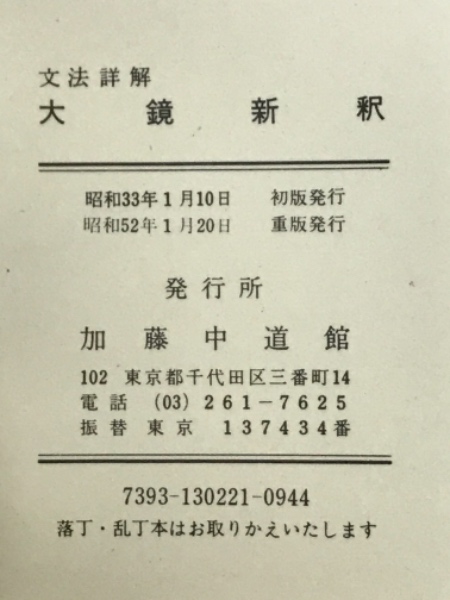 文法詳解
大鏡新釈
昭和33年1月10日 初版発行
昭和52年1月20日 重版発行
発行所
加藤中道館
102 東京都千代田区三番町14
電話 (03) 261-7625
振替 東京 137434番
7393-130221-0944
落丁・乱丁本はお取りかえいたします